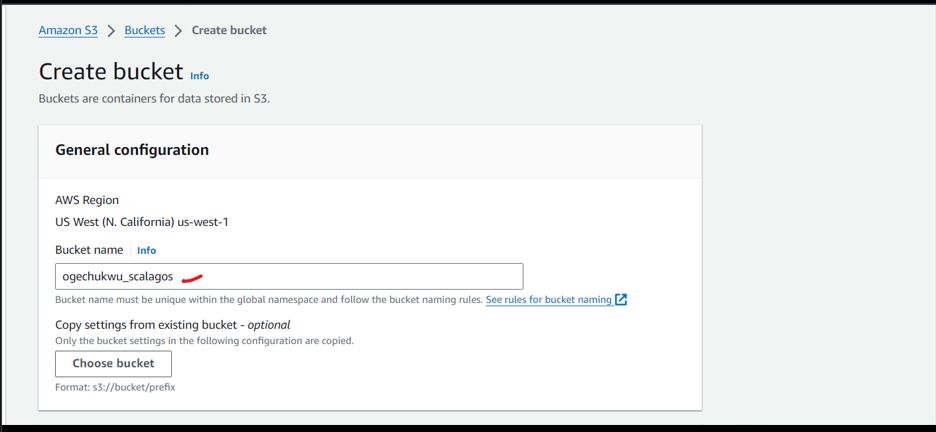 Amazon S3 > Buckets > Create bucket
Create bucket Info
Buckets are containers for data stored in S3.
General configuration
AWS Region
US West (N. California) us-west-1
Bucket name Info
ogechukwu_scalagos
Bucket name must be unique within the global namespace and follow the bucket naming rules. See rules for bucket naming
Copy settings from existing bucket - optional
Only the bucket settings in the following configuration are copied.
Choose bucket
Format: s3://bucket/prefix